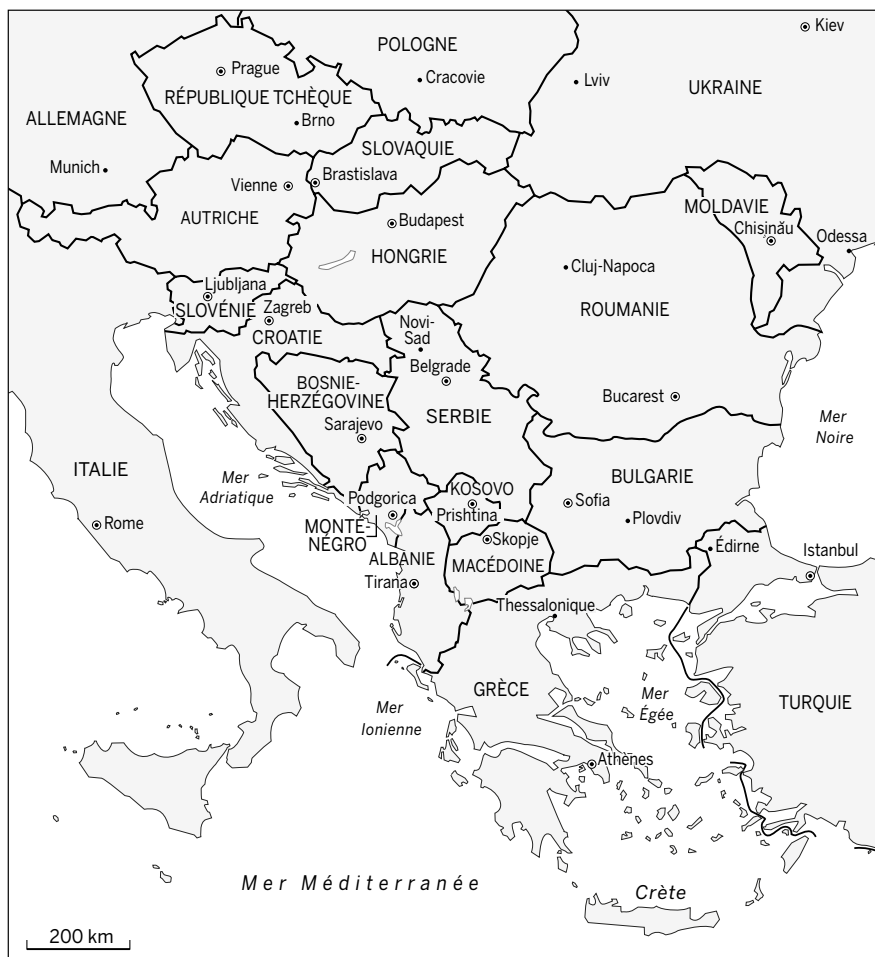 Kiev
POLOGNE
Prague
Cracovie
Lviv
UKRAINE
RÉPUBLIQUE TCHÈQUE
ALLEMAGNE
Brno
SLOVAQUIE
Munich
Vienne
Brastislava
MOLDAVIE
AUTRICHE
Budapest
Chișinău
Odessa
HONGRIE
Cluj-Napoca
Ljubljana
SLOVÉNIE
Zagreb
ROUMANIE
CROATIE
Novi-
Sad
Belgrade
BOSNIE-
HERZÉGOVINE
Bucarest
Sarajevo
SERBIE
Mer
Noire
ITALIE
Mer
Adriatique
BULGARIE
KOSOVO
Podgorica
Sofia
Prishtina
Plovdiv
Rome
MONTÉ-
NÉGRO
Skopje
Édirne
Istanbul
ALBANIE
MACÉDOINE
Tirana
Thessalonique
GRÈCE
Mer
Égée
TURQUIE
Mer
Ionienne
Athènes
Mer Méditerranée
Crète
200 km